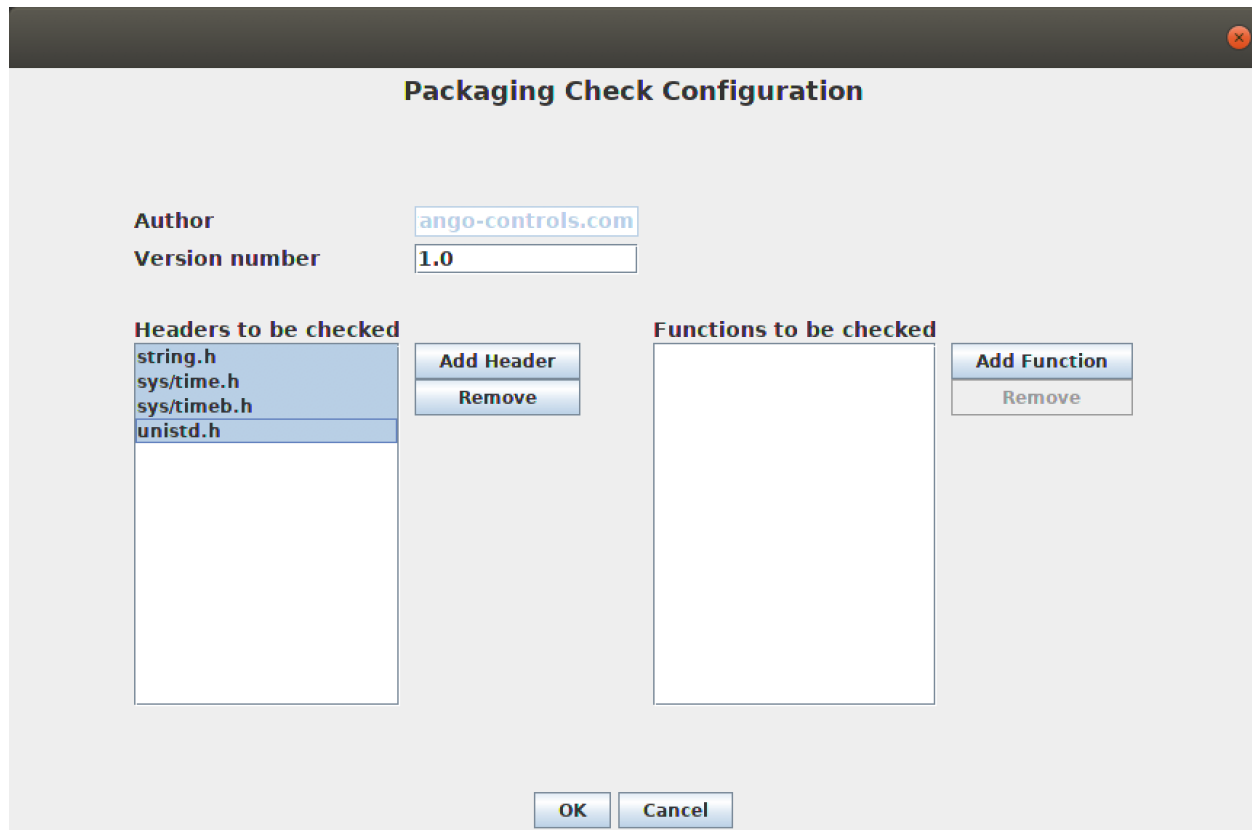 Packaging Check Configuration
Author
ango-controls.com
Version number
1.0
Headers to be checked
string.h
sys/time.h
sys/timeb.h
unistd.h
Add Header
Remove
Functions to be checked
Add Function
Remove
OK
Cancel